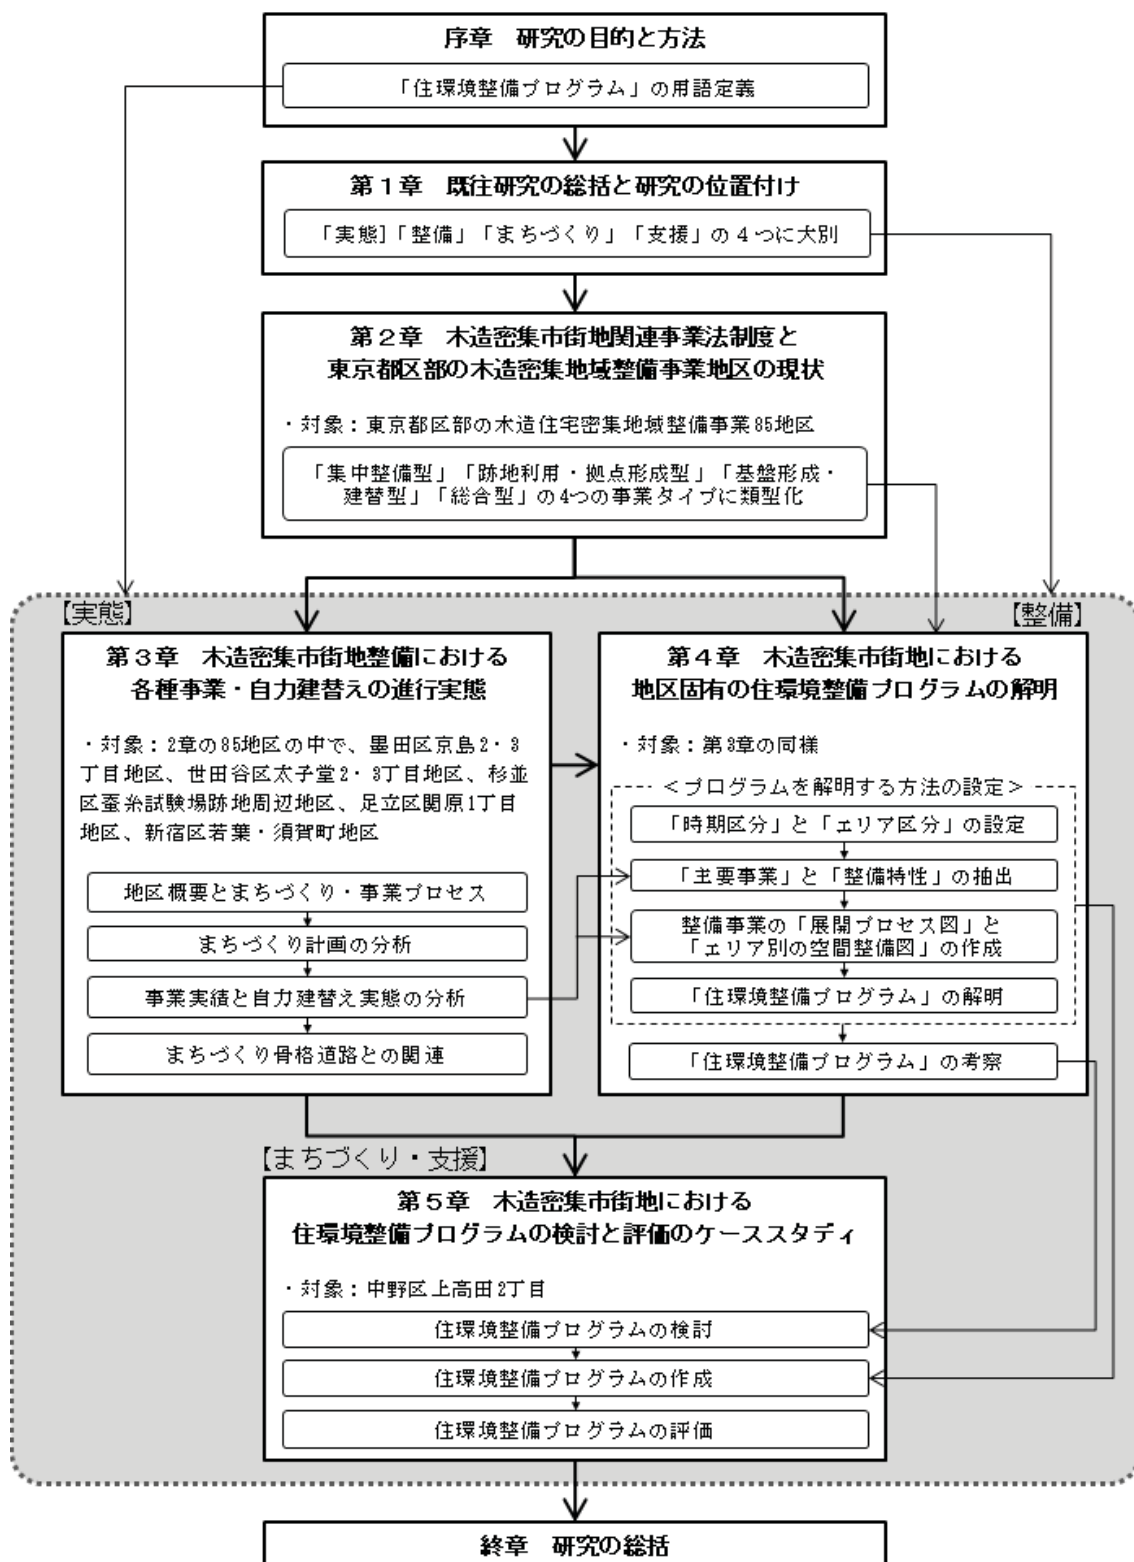 序章　研究の目的と方法
「住環境整備プログラム」の用語定義
第１章　既往研究の総括と研究の位置付け
「実態]「整備」「まちづくり」「支援」の４つに大別
第２章　木造密集市街地関連事業法制度と
東京都区部の木造密集地域整備事業地区の現状
・対象：東京都区部の木造住宅密集地域整備事業85地区
「集中整備型」「跡地利用・拠点形成型」「基盤形成・
建替型」「総合型」の4つの事業タイプに類型化
【実態】
第３章　木造密集市街地整備における
各種事業・自力建替えの進行実態
・対象：2章の85地区の中で、墨田区京島2・3
丁目地区、世田谷区太子堂2・3丁目地区、杉並
区蚕糸試験場跡地周辺地区、足立区関原1丁目
地区、新宿区若葉・須賀町地区
地区概要とまちづくり・事業プロセス
まちづくり計画の分析
事業実績と自力建替え実態の分析
まちづくり骨格道路との関連
【整備】
第４章　木造密集市街地における
地区固有の住環境整備プログラムの解明
・対象：第3章の同様
＜プログラムを解明する方法の設定＞
「時期区分」と「エリア区分」の設定
「主要事業」と「整備特性」の抽出
整備事業の「展開プロセス図」と
「エリア別の空間整備図」の作成
「住環境整備プログラム」の解明
「住環境整備プログラム」の考察
【まちづくり・支援】
第５章　木造密集市街地における
住環境整備プログラムの検討と評価のケーススタディ
・対象：中野区上高田2丁目
住環境整備プログラムの検討
住環境整備プログラムの作成
住環境整備プログラムの評価
終章　研究の総括